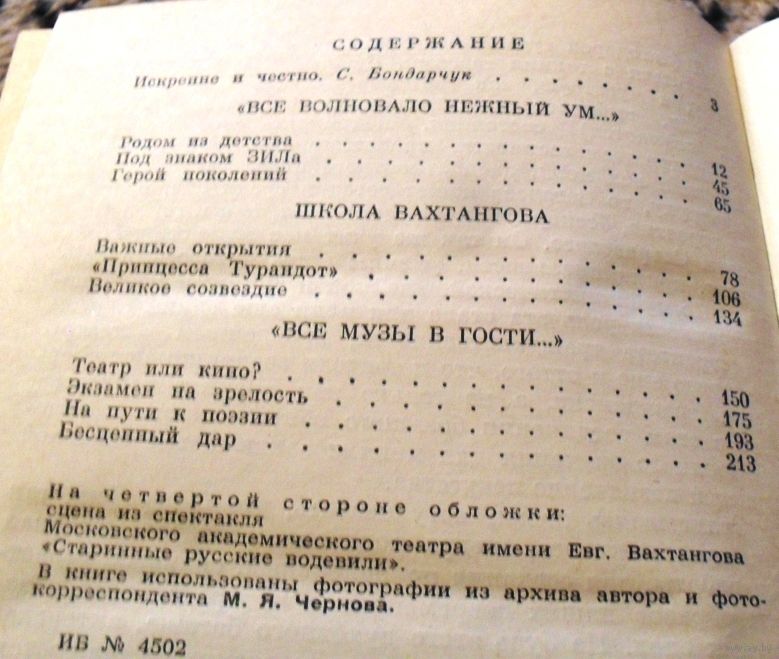 СОДЕРЖАНИЕ
Искренне и честно. С. Бондарчук . . . . . . . . 3
«ВСЕ ВОЛНОВАЛО НЕЖНЫЙ УМ...»
Родом из детства . . . . . . . . . . . . 12
Под знаком ЗИЛа . . . . . . . . . . . . 45
Герой поколений . . . . . . . . . . . . 65
ШКОЛА ВАХТАНГОВА
Важные открытия . . . . . . . . . . . . 78
«Принцесса Турандот» . . . . . . . . . . . 106
Великое созвездие . . . . . . . . . . . . 134
«ВСЕ МУЗЫ В ГОСТИ...»
Театр или кино? . . . . . . . . . . . . . 150
Экзамен на зрелость . . . . . . . . . . . . 175
На пути к поэзии . . . . . . . . . . . . . 193
Бесценный дар . . . . . . . . . . . . . 213
На четвертой стороне обложки:
сцена из спектакля
Московского академического театра имени Евг. Вахтангова
«Старинные русские водевили».
В книге использованы фотографии из архива автора и фото-
корреспондента М. Я. Чернова.
ИБ № 4502